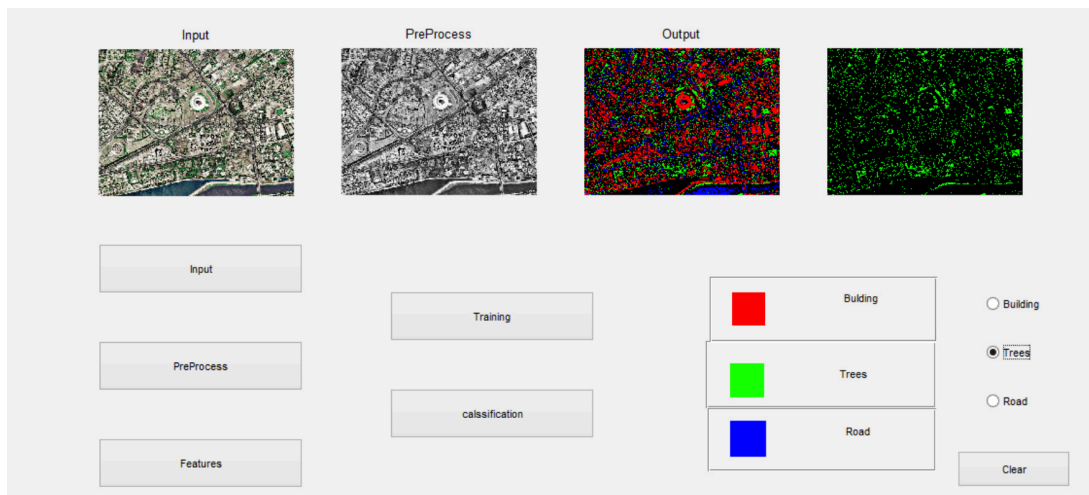 Input
PreProcess
Output
Input
Training
Bulding
Building
PreProcess
Trees
Trees
calssification
Road
Road
Features
Clear